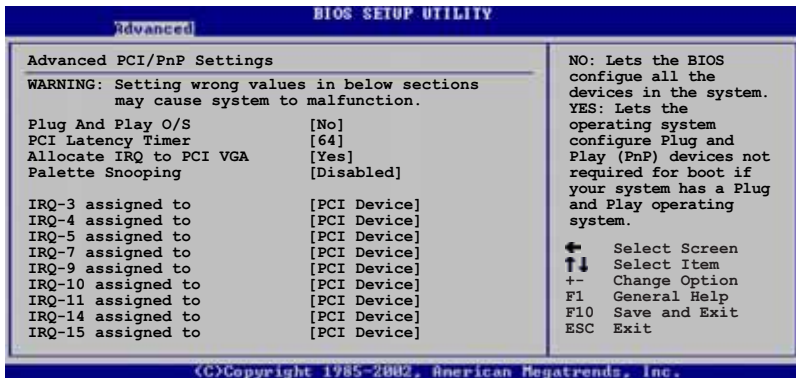 BIOS SETUP UTILITY
Advanced
Advanced PCI/PnP Settings
WARNING: Setting wrong values in below sections
may cause system to malfunction.
Plug And Play O/S [No]
PCI Latency Timer [64]
Allocate IRQ to PCI VGA [Yes]
Palette Snooping [Disabled]
IRQ-3 assigned to [PCI Device]
IRQ-4 assigned to [PCI Device]
IRQ-5 assigned to [PCI Device]
IRQ-7 assigned to [PCI Device]
IRQ-9 assigned to [PCI Device]
IRQ-10 assigned to [PCI Device]
IRQ-11 assigned to [PCI Device]
IRQ-14 assigned to [PCI Device]
IRQ-15 assigned to [PCI Device]
NO: Lets the BIOS
configue all the
devices in the system.
YES: Lets the
operating system
configure Plug and
Play (PnP) devices not
required for boot if
your system has a Plug
and Play operating
system.
← Select Screen
↑↓ Select Item
+- Change Option
F1 General Help
F10 Save and Exit
ESC Exit
(C)Copyright 1985-2002, American Megatrends, Inc.